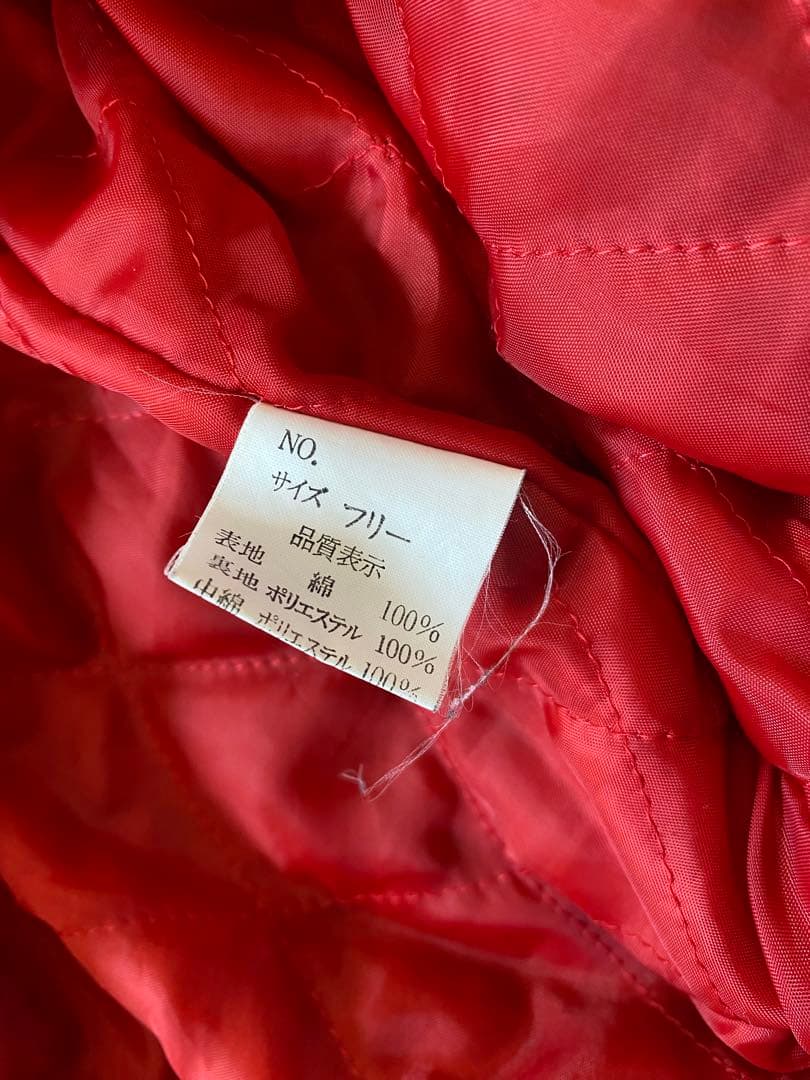 NO.
サイズ フリー
品質表示
表地 綿 100%
裏地 ポリエステル 100%
中綿 ポリエステル 100%